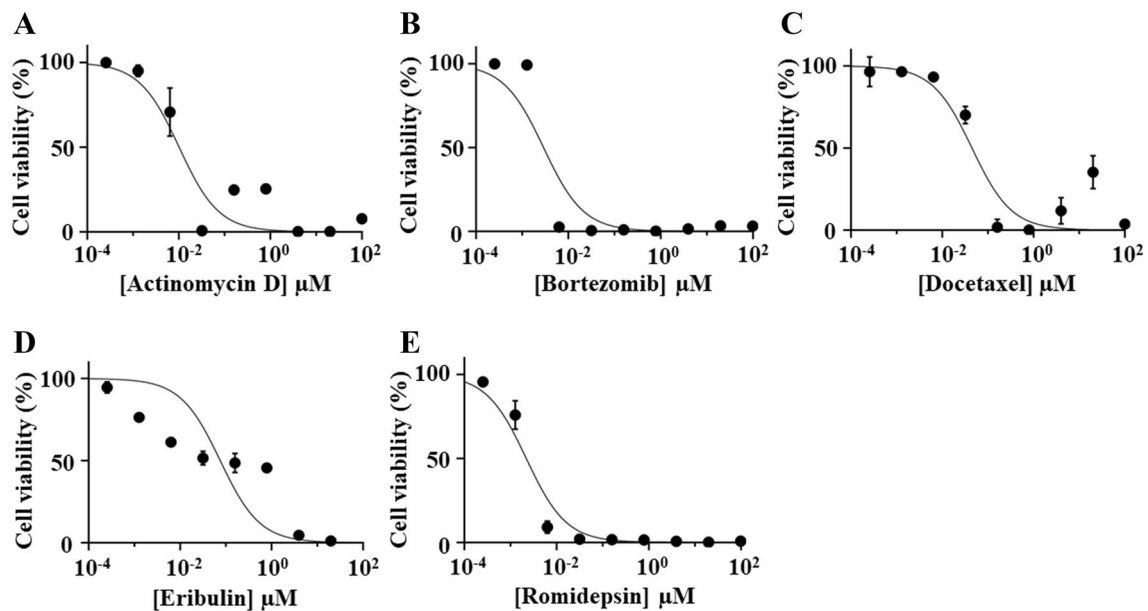 A
Cell viability (%)
100
50
0
10-4
10-2
100
102
[Actinomycin D] μM
B
Cell viability (%)
100
50
0
10-4
10-2
100
102
[Bortezomib] μM
C
Cell viability (%)
100
50
0
10-4
10-2
100
102
[Docetaxel] μM
D
Cell viability (%)
100
50
0
10-4
10-2
100
102
[Eribulin] μM
E
Cell viability (%)
100
50
0
10-4
10-2
100
102
[Romidepsin] μM